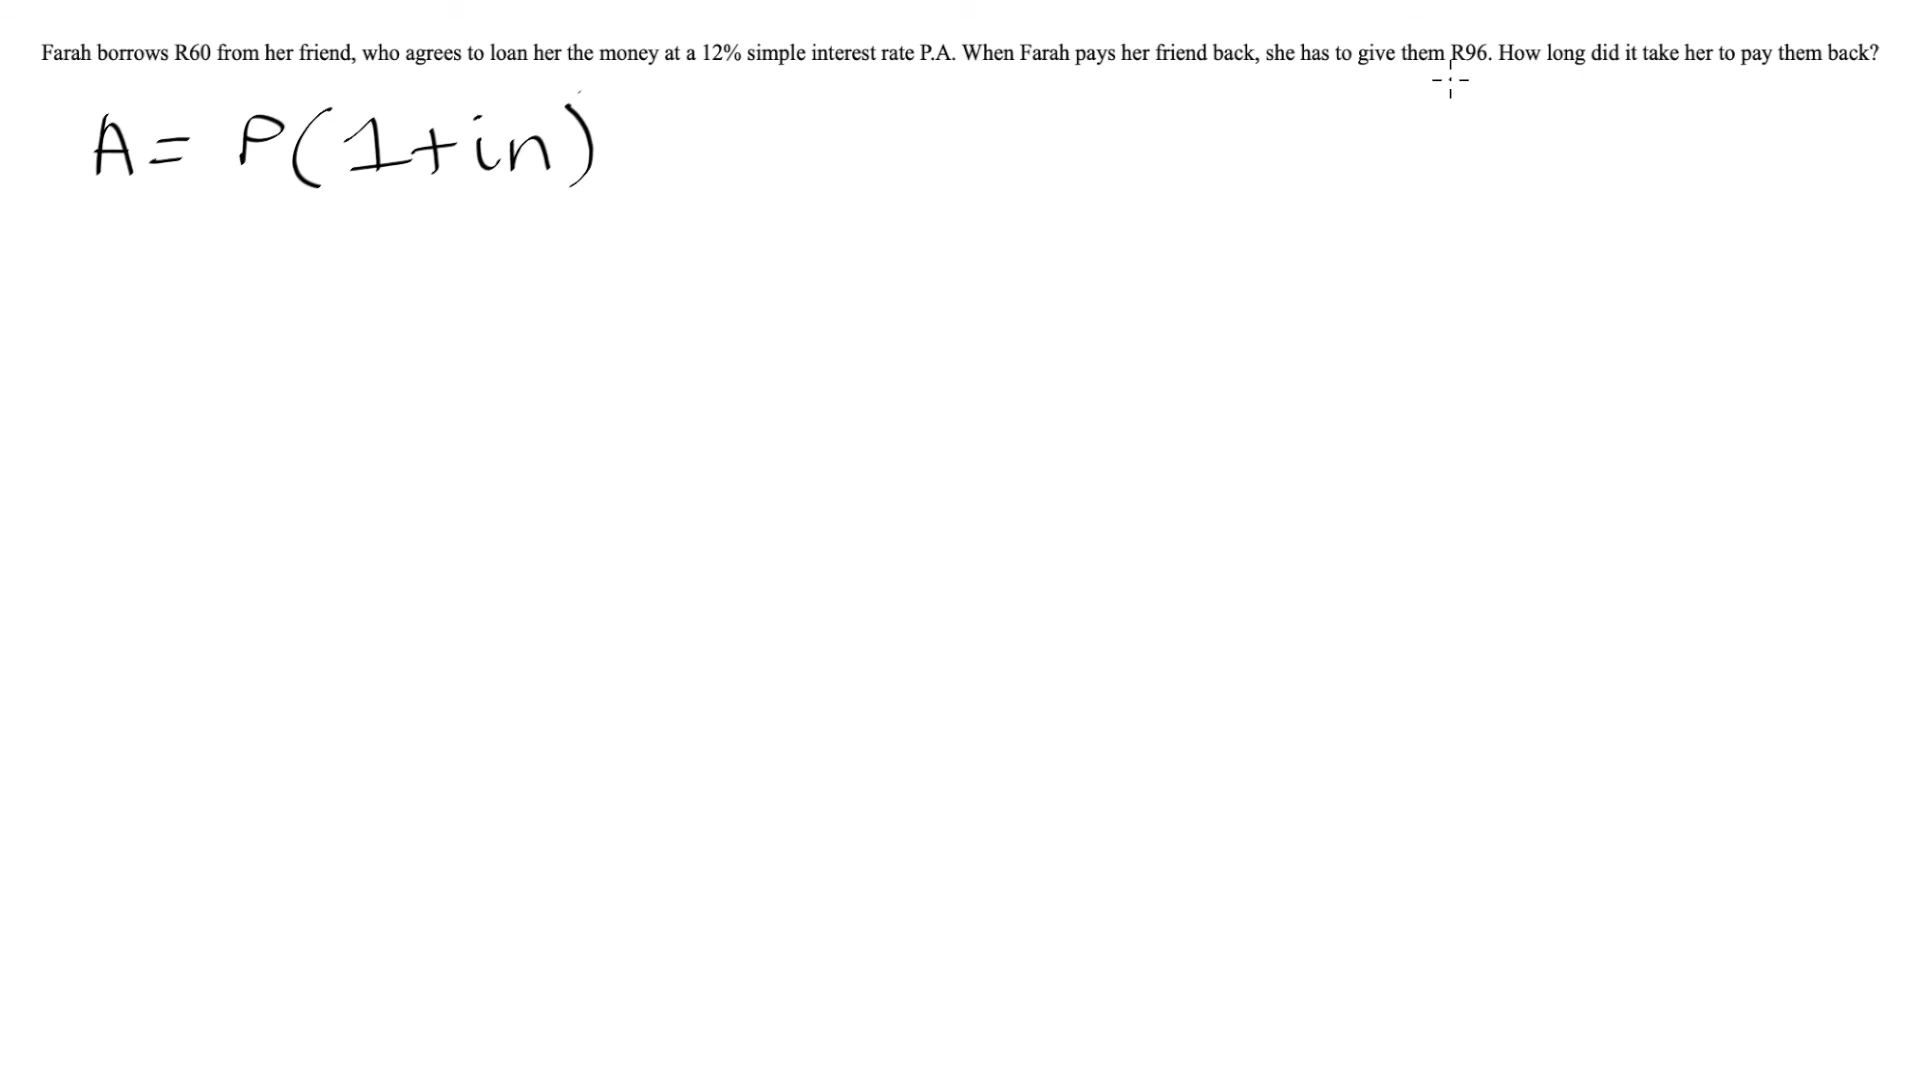 Farah borrows R60 from her friend, who agrees to loan her the money at a 12% simple interest rate P.A. When Farah pays her friend back, she has to give them R96. How long did it take her to pay them back?
A = P(1+in)